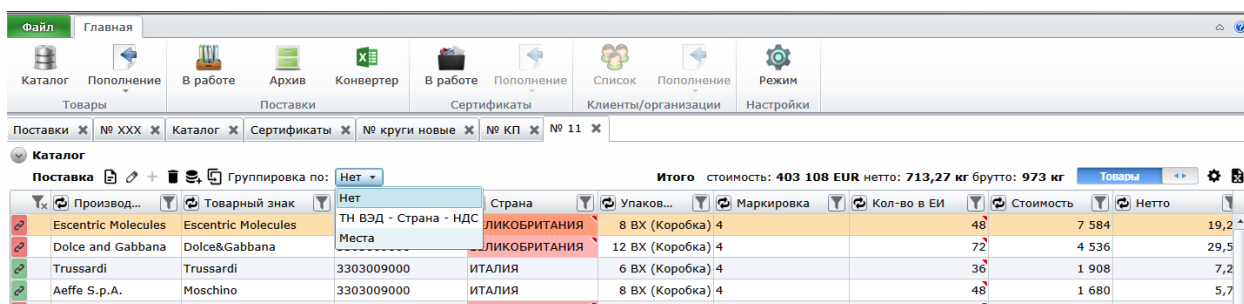 Файл Главная
Каталог Пополнение В работе Архив Конвертер В работе Пополнение Список Пополнение Режим
Товары Поставки Сертификаты Клиенты/организации Настройки
Поставки № XXX Каталог Сертификаты № круги новые № КП № 11
Каталог
Поставка Группировка по: Нет Итого стоимость: 403 108 EUR нетто: 713,27 кг брутто: 973 кг Товары
Производ... Товарный знак Нет Страна Упаков... Маркировка Кол-во в ЕИ Стоимость Нетто
ТН ВЭД - Страна - НДС
Места
Escentric Molecules Escentric Molecules ЕЛИКОБРИТАНИЯ 8 BX (Коробка) 4 48 7 584 19,2
Dolce and Gabbana Dolce&Gabbana ЕЛИКОБРИТАНИЯ 12 BX (Коробка) 4 72 4 536 29,5
Trussardi Trussardi 3303009000 ИТАЛИЯ 6 BX (Коробка) 4 36 1 908 7,2
Aeffe S.p.A. Moschino 3303009000 ИТАЛИЯ 8 BX (Коробка) 4 48 1 680 5,7